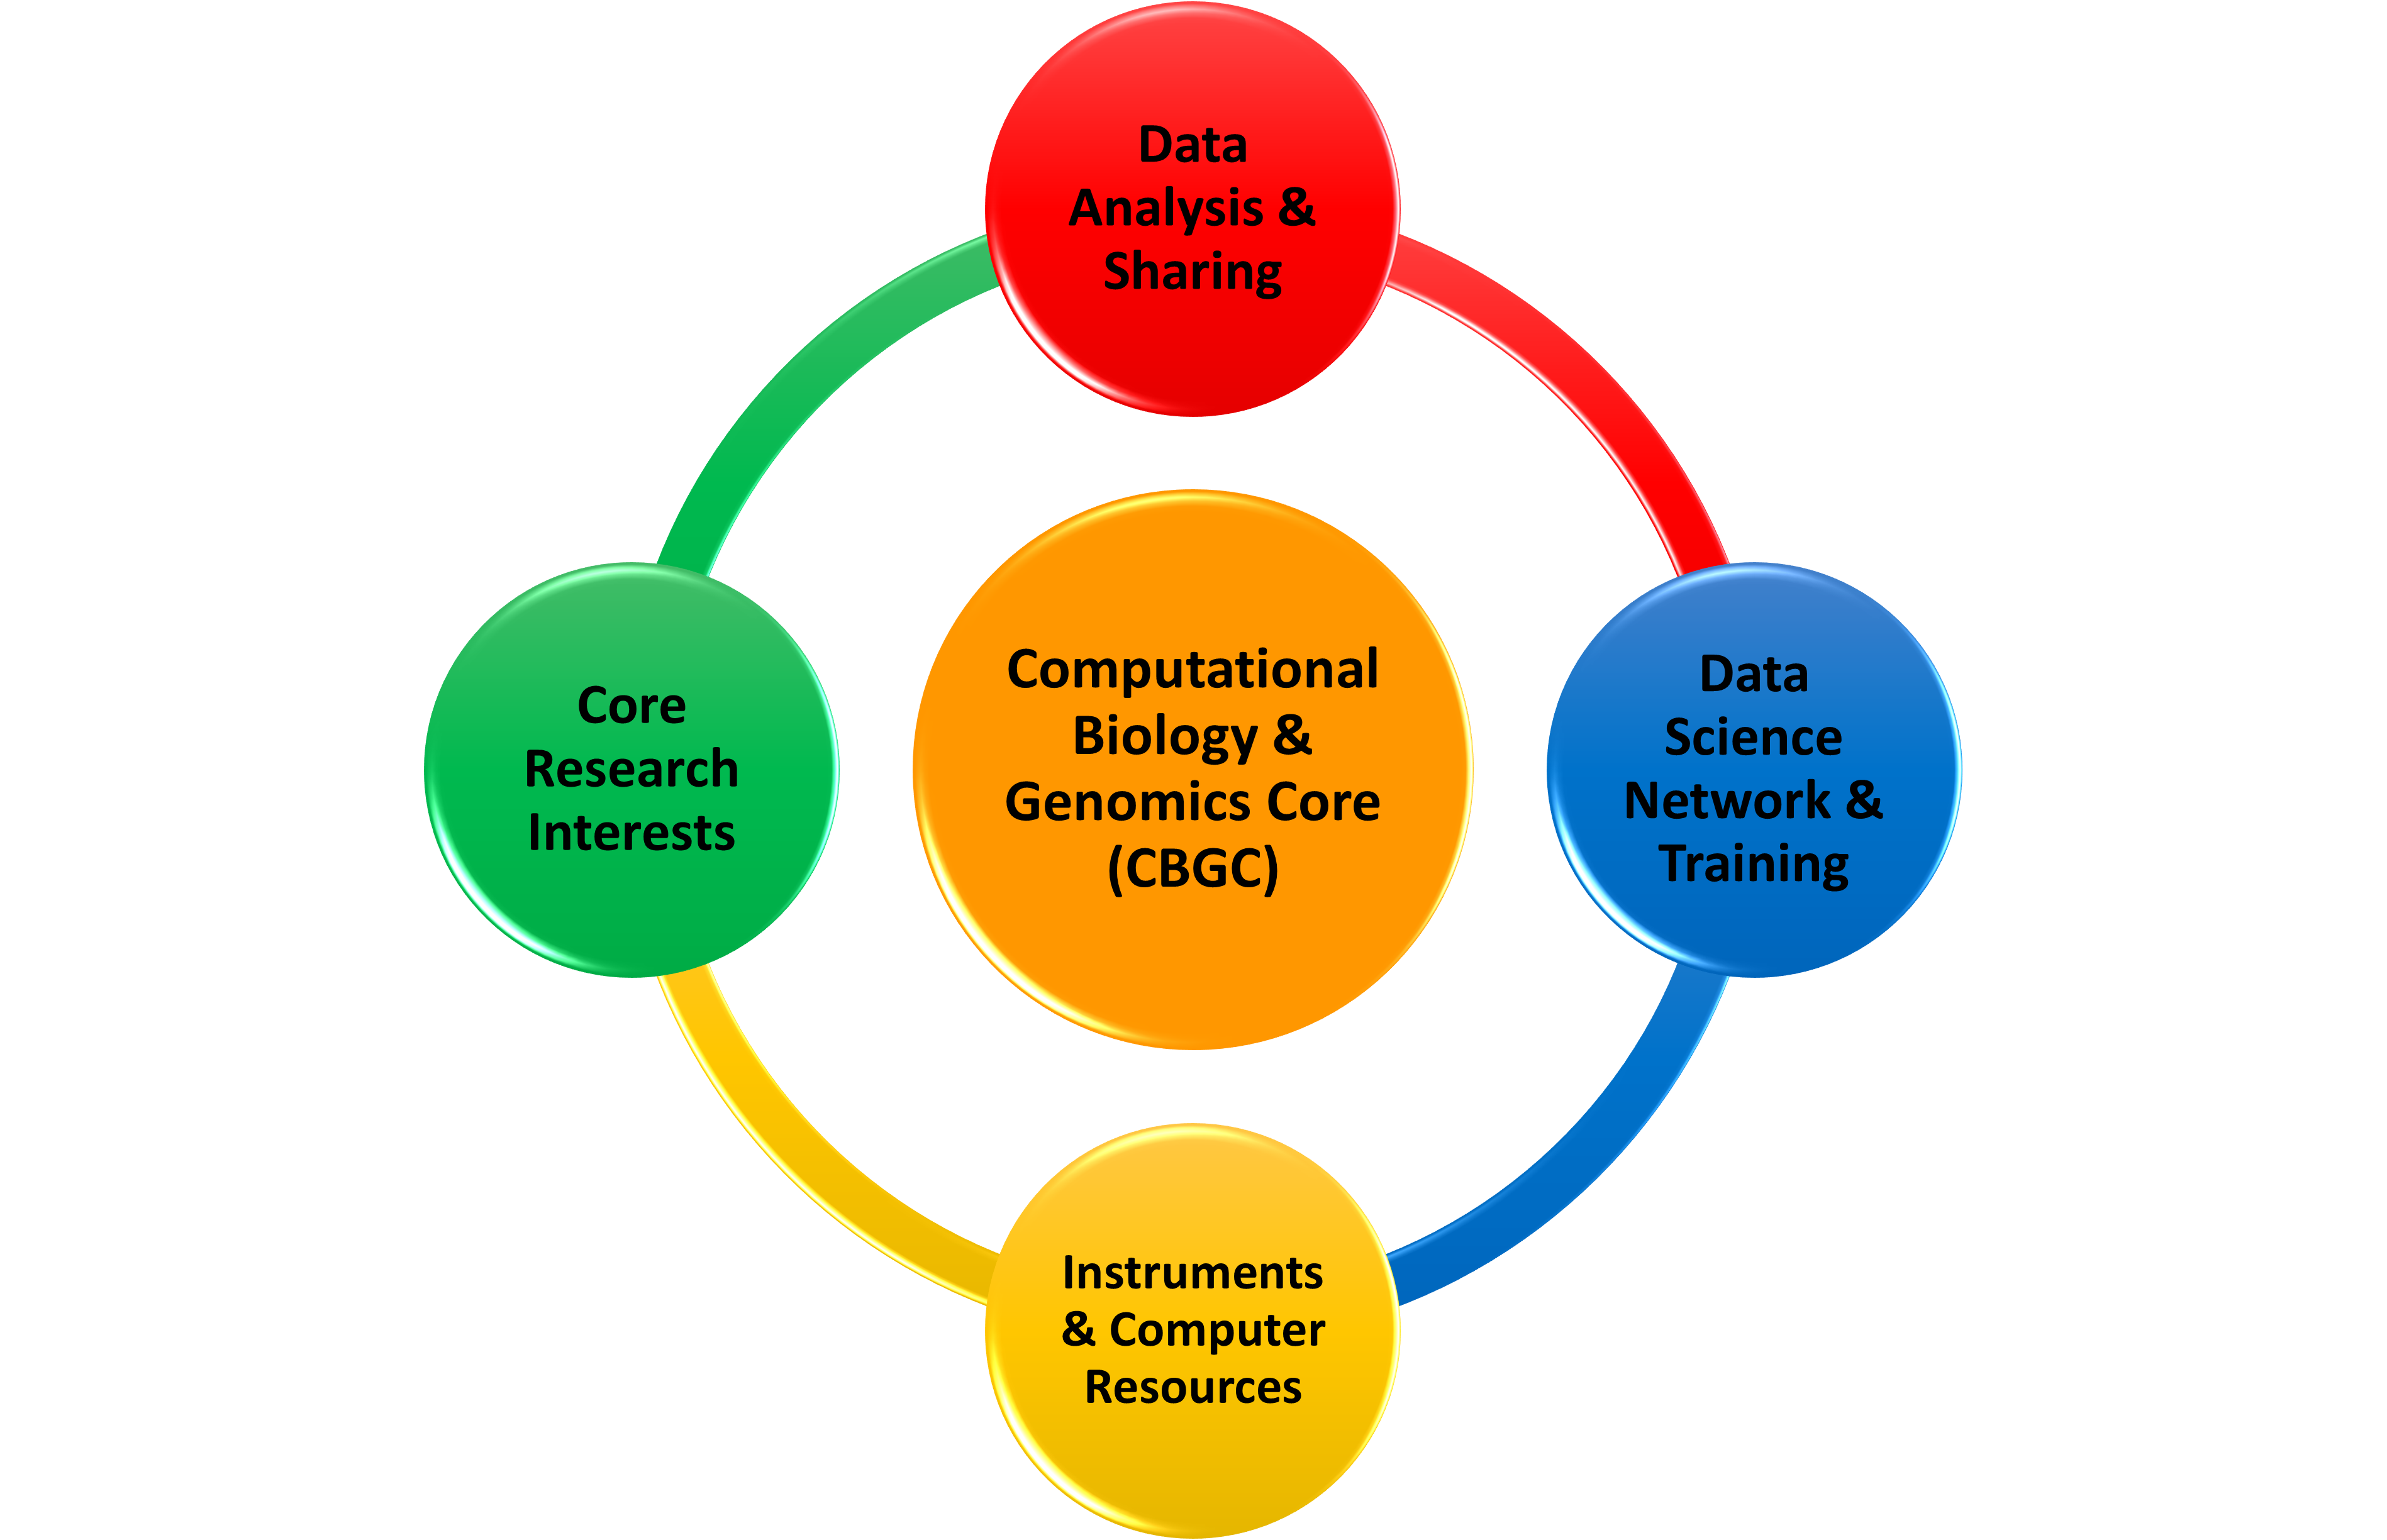 Data
Analysis &
Sharing
Core
Research
Interests
Computational
Biology &
Genomics Core
(CBGC)
Data
Science
Network &
Training
Instruments
& Computer
Resources